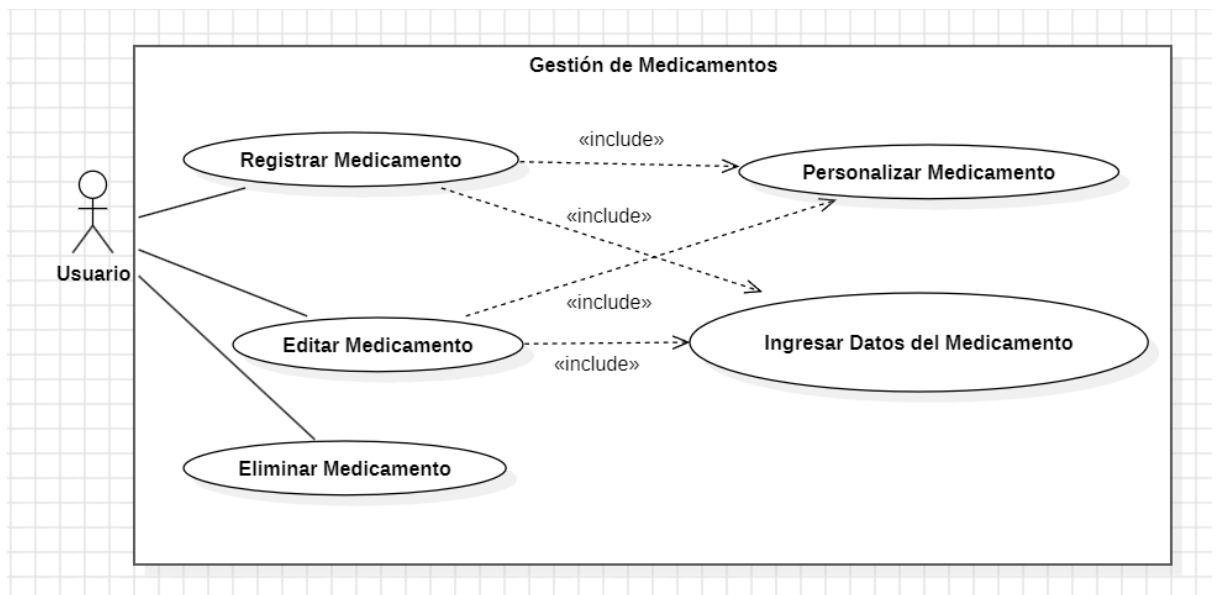 Gestión de Medicamentos
Registrar Medicamento
«include»
Personalizar Medicamento
«include»
Usuario
«include»
Editar Medicamento
Ingresar Datos del Medicamento
«include»
Eliminar Medicamento